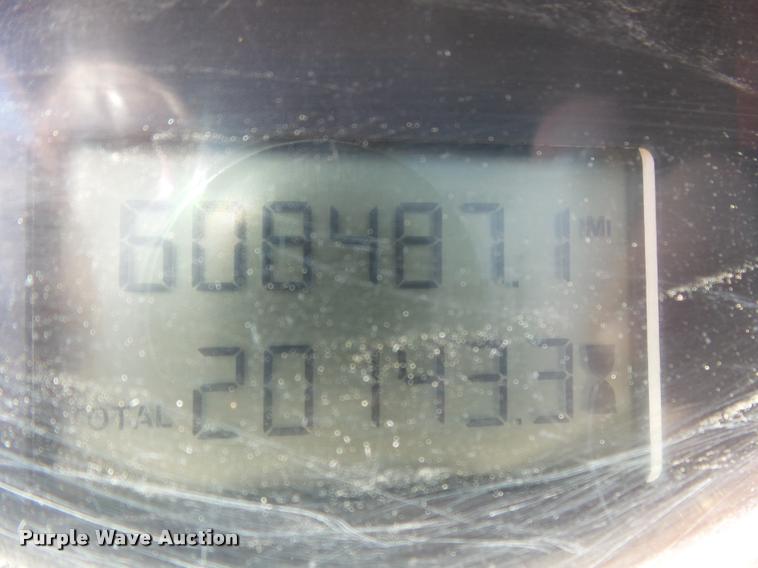 608487.1 MI
TOTAL 20143.3
Purple Wave Auction